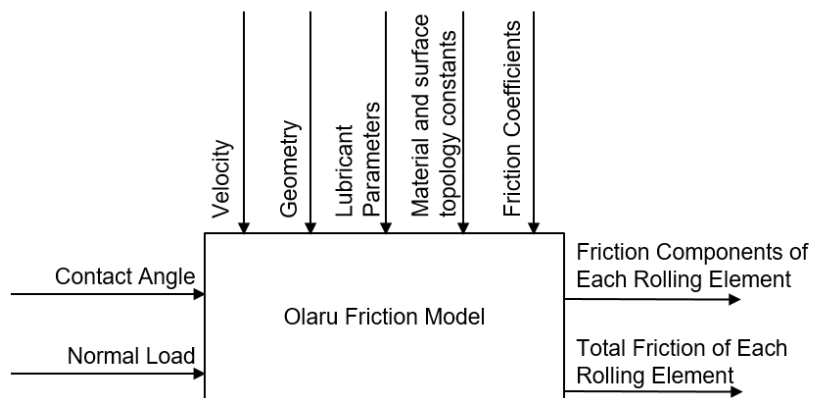 Velocity
Geometry
Lubricant
Parameters
Material and surface
topology constants
Friction Coefficients
Contact Angle
Normal Load
Olaru Friction Model
Friction Components of
Each Rolling Element
Total Friction of Each
Rolling Element